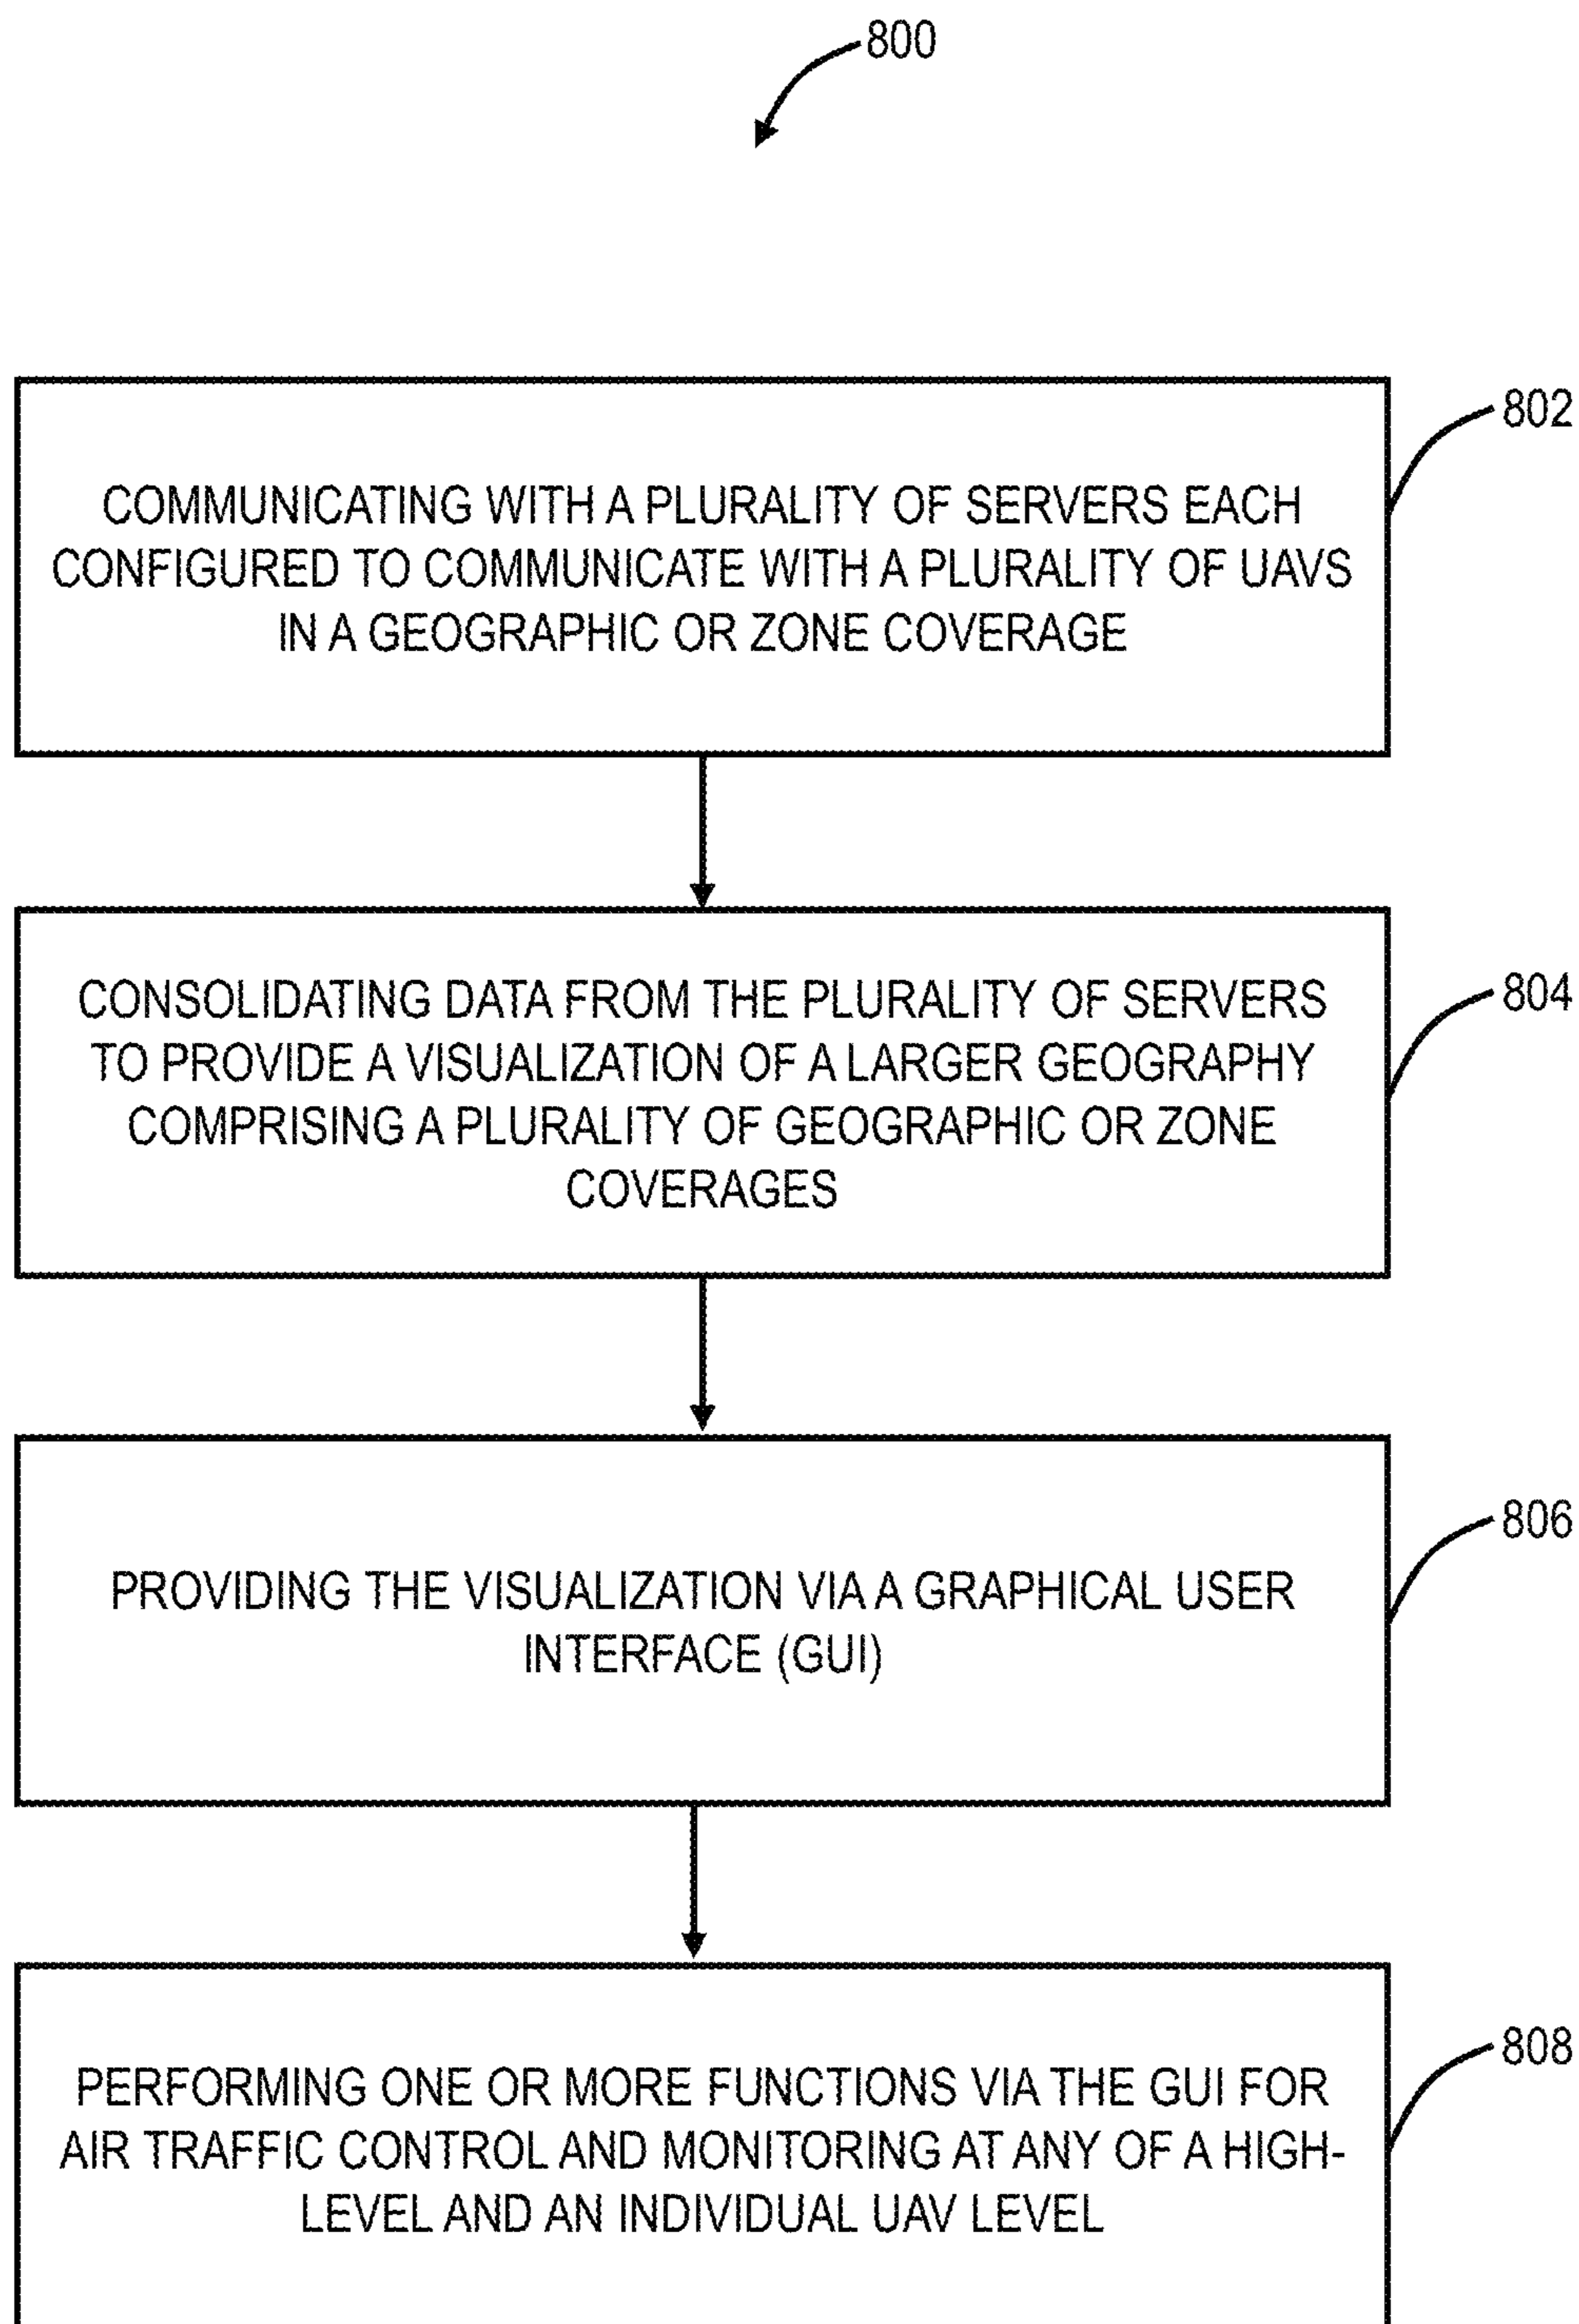 800
802
COMMUNICATING WITH A PLURALITY OF SERVERS EACH
CONFIGURED TO COMMUNICATE WITH A PLURALITY OF UAVS
IN A GEOGRAPHIC OR ZONE COVERAGE
804
CONSOLIDATING DATA FROM THE PLURALITY OF SERVERS
TO PROVIDE A VISUALIZATION OF A LARGER GEOGRAPHY
COMPRISING A PLURALITY OF GEOGRAPHIC OR ZONE
COVERAGES
806
PROVIDING THE VISUALIZATION VIA A GRAPHICAL USER
INTERFACE (GUI)
808
PERFORMING ONE OR MORE FUNCTIONS VIA THE GUI FOR
AIR TRAFFIC CONTROL AND MONITORING AT ANY OF A HIGH-
LEVEL AND AN INDIVIDUAL UAV LEVEL